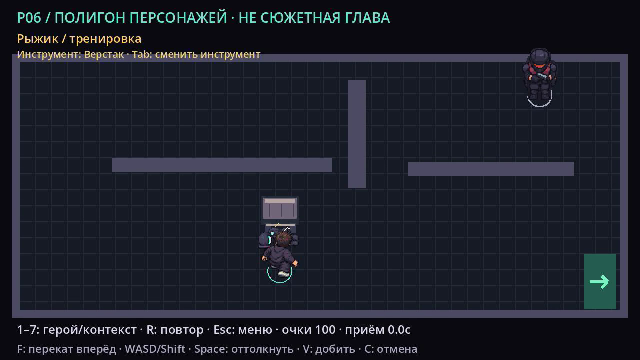 P06 / ПОЛИГОН ПЕРСОНАЖЕЙ · НЕ СЮЖЕТНАЯ ГЛАВА
Рыжик / тренировка
Инструмент: Верстак · Tab: сменить инструмент
1–7: герой/контекст · R: повтор · Esc: меню · очки 100 · приём 0.0с
F: перекат вперёд · WASD/Shift · Space: оттолкнуть · V: добить · C: отмена